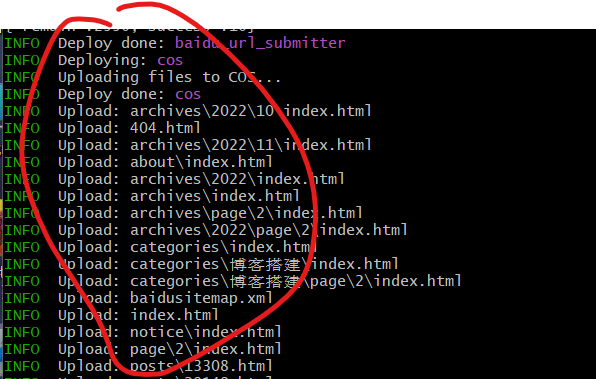 INFO  Deploy done: baidu_url_submitter
INFO  Deploying: cos
INFO  Uploading files to COS...
INFO  Deploy done: cos
INFO  Upload: archives\2022\10\index.html
INFO  Upload: 404.html
INFO  Upload: archives\2022\11\index.html
INFO  Upload: about\index.html
INFO  Upload: archives\2022\index.html
INFO  Upload: archives\index.html
INFO  Upload: archives\page\2\index.html
INFO  Upload: archives\2022\page\2\index.html
INFO  Upload: categories\index.html
INFO  Upload: categories\博客搭建\index.html
INFO  Upload: categories\博客搭建\page\2\index.html
INFO  Upload: baidusitemap.xml
INFO  Upload: index.html
INFO  Upload: notice\index.html
INFO  Upload: page\2\index.html
INFO  Upload: posts\13308.html